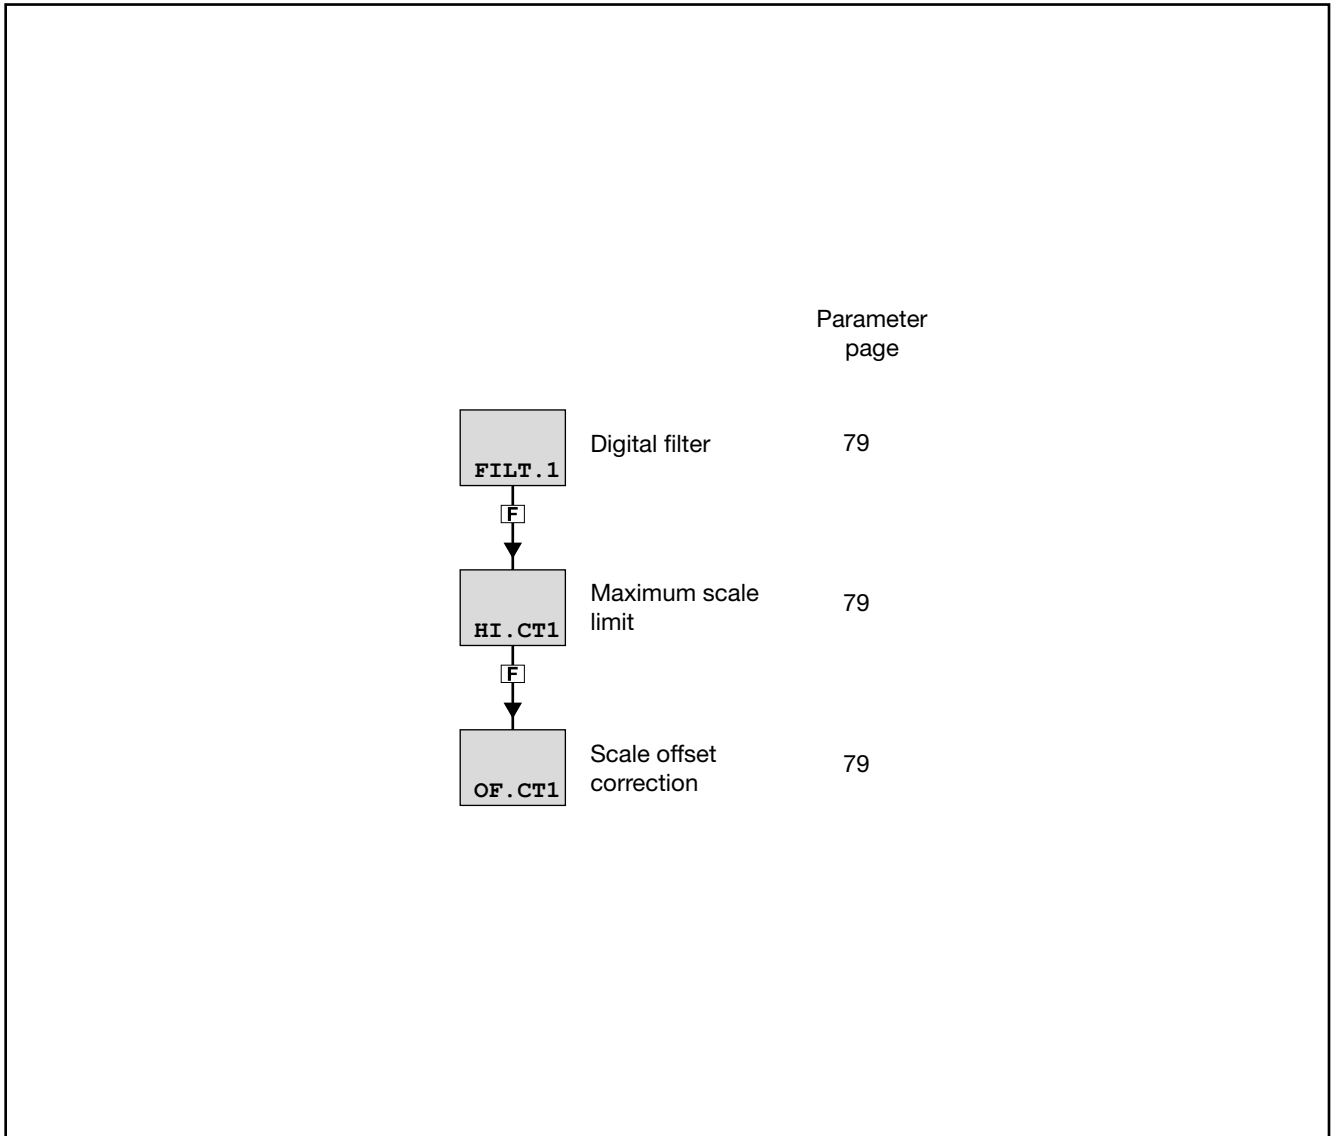 Parameter
page
FILT.1
Digital filter
79
F
HI.CT1
Maximum scale
limit
79
F
OF.CT1
Scale offset
correction
79